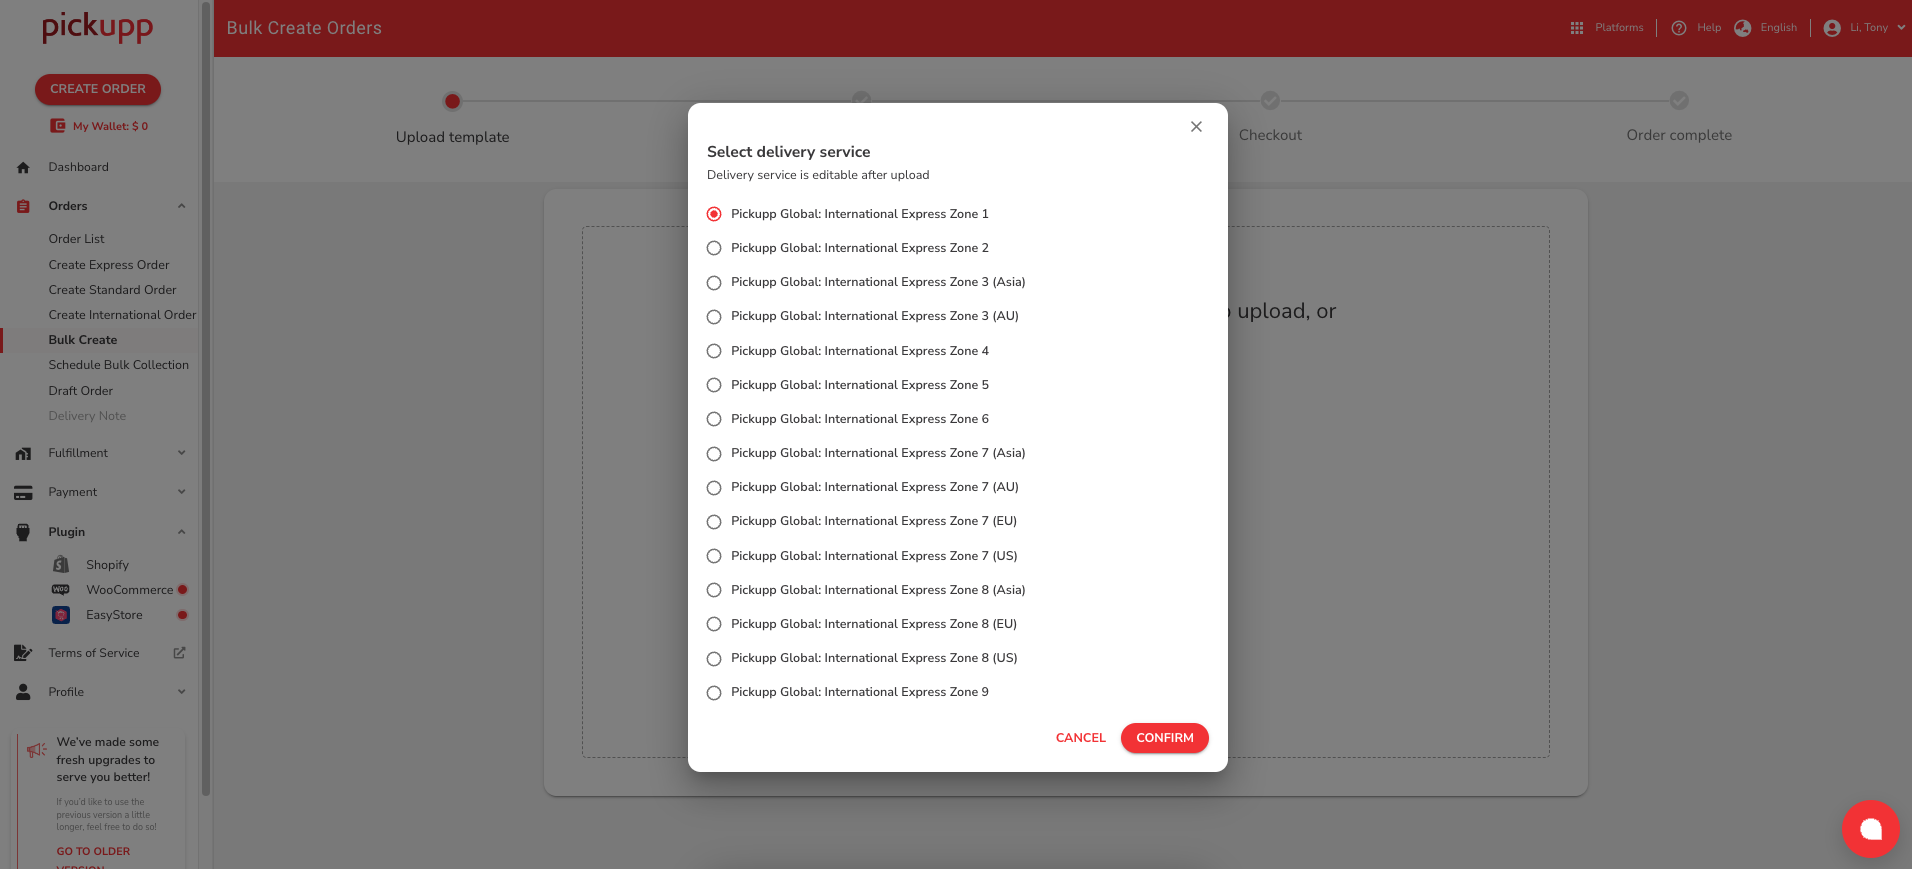 pickupp
CREATE ORDER
My Wallet: $ 0
Dashboard
Orders
Order List
Create Express Order
Create Standard Order
Create International Order
Bulk Create
Schedule Bulk Collection
Draft Order
Delivery Note
Fulfillment
Payment
Plugin
Shopify
WooCommerce
EasyStore
Terms of Service
Profile
We've made some
fresh upgrades to
serve you better!
If you'd like to use the
previous version a little
longer, feel free to do so!
GO TO OLDER
VERSION
Bulk Create Orders
Platforms
Help
English
Li, Tony
Upload template
Checkout
Order complete
upload, or
Select delivery service
Delivery service is editable after upload
Pickupp Global: International Express Zone 1
Pickupp Global: International Express Zone 2
Pickupp Global: International Express Zone 3 (Asia)
Pickupp Global: International Express Zone 3 (AU)
Pickupp Global: International Express Zone 4
Pickupp Global: International Express Zone 5
Pickupp Global: International Express Zone 6
Pickupp Global: International Express Zone 7 (Asia)
Pickupp Global: International Express Zone 7 (AU)
Pickupp Global: International Express Zone 7 (EU)
Pickupp Global: International Express Zone 7 (US)
Pickupp Global: International Express Zone 8 (Asia)
Pickupp Global: International Express Zone 8 (EU)
Pickupp Global: International Express Zone 8 (US)
Pickupp Global: International Express Zone 9
CANCEL
CONFIRM